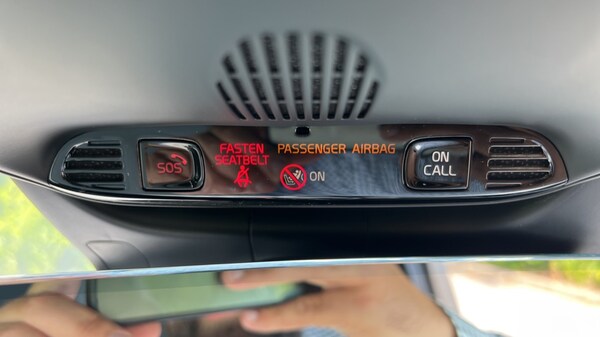 SOS
FASTEN
SEATBELT
PASSENGER AIRBAG
ON
ON
CALL